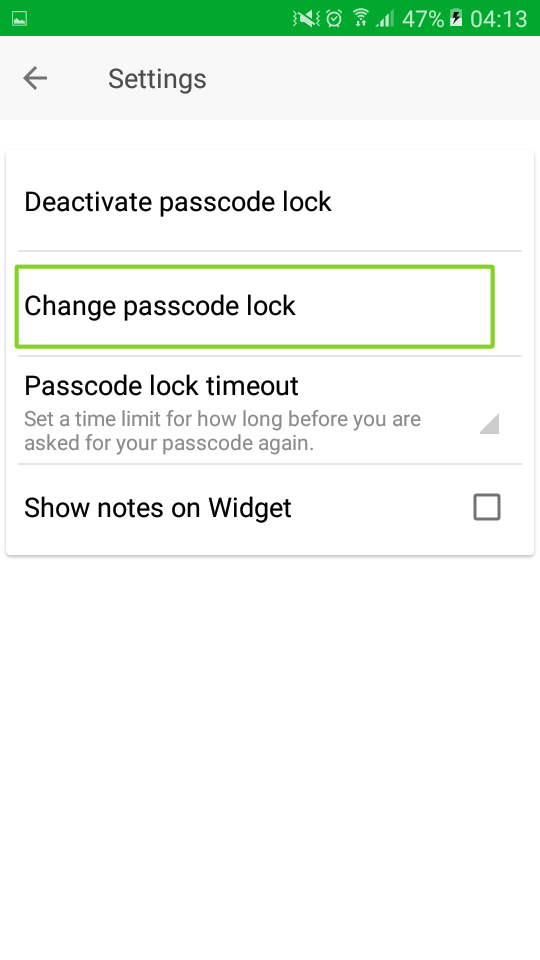 47% 04:13
Settings
Deactivate passcode lock
Change passcode lock
Passcode lock timeout
Set a time limit for how long before you are
asked for your passcode again.
Show notes on Widget